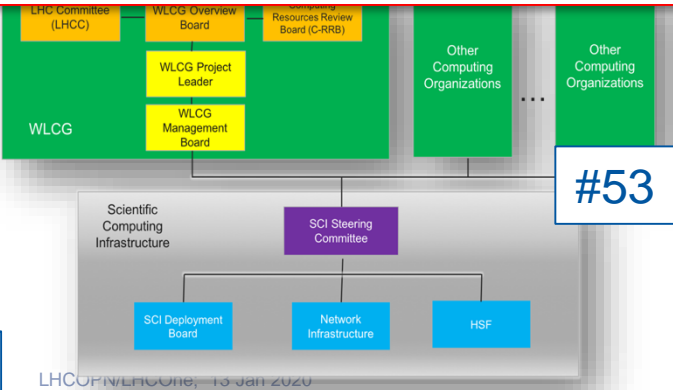 LHC Committee
(LHCC)
WLCG Overview
Board
Computing
Resources Review
Board (C-RRB)
WLCG Project
Leader
WLCG
Management
Board
WLCG
Other
Computing
Organizations
...
Other
Computing
Organizations
#53
Scientific
Computing
Infrastructure
SCI Steering
Committee
SCI Deployment
Board
Network
Infrastructure
HSF
LHCOPN/LHCOne, 13 Jan 2020